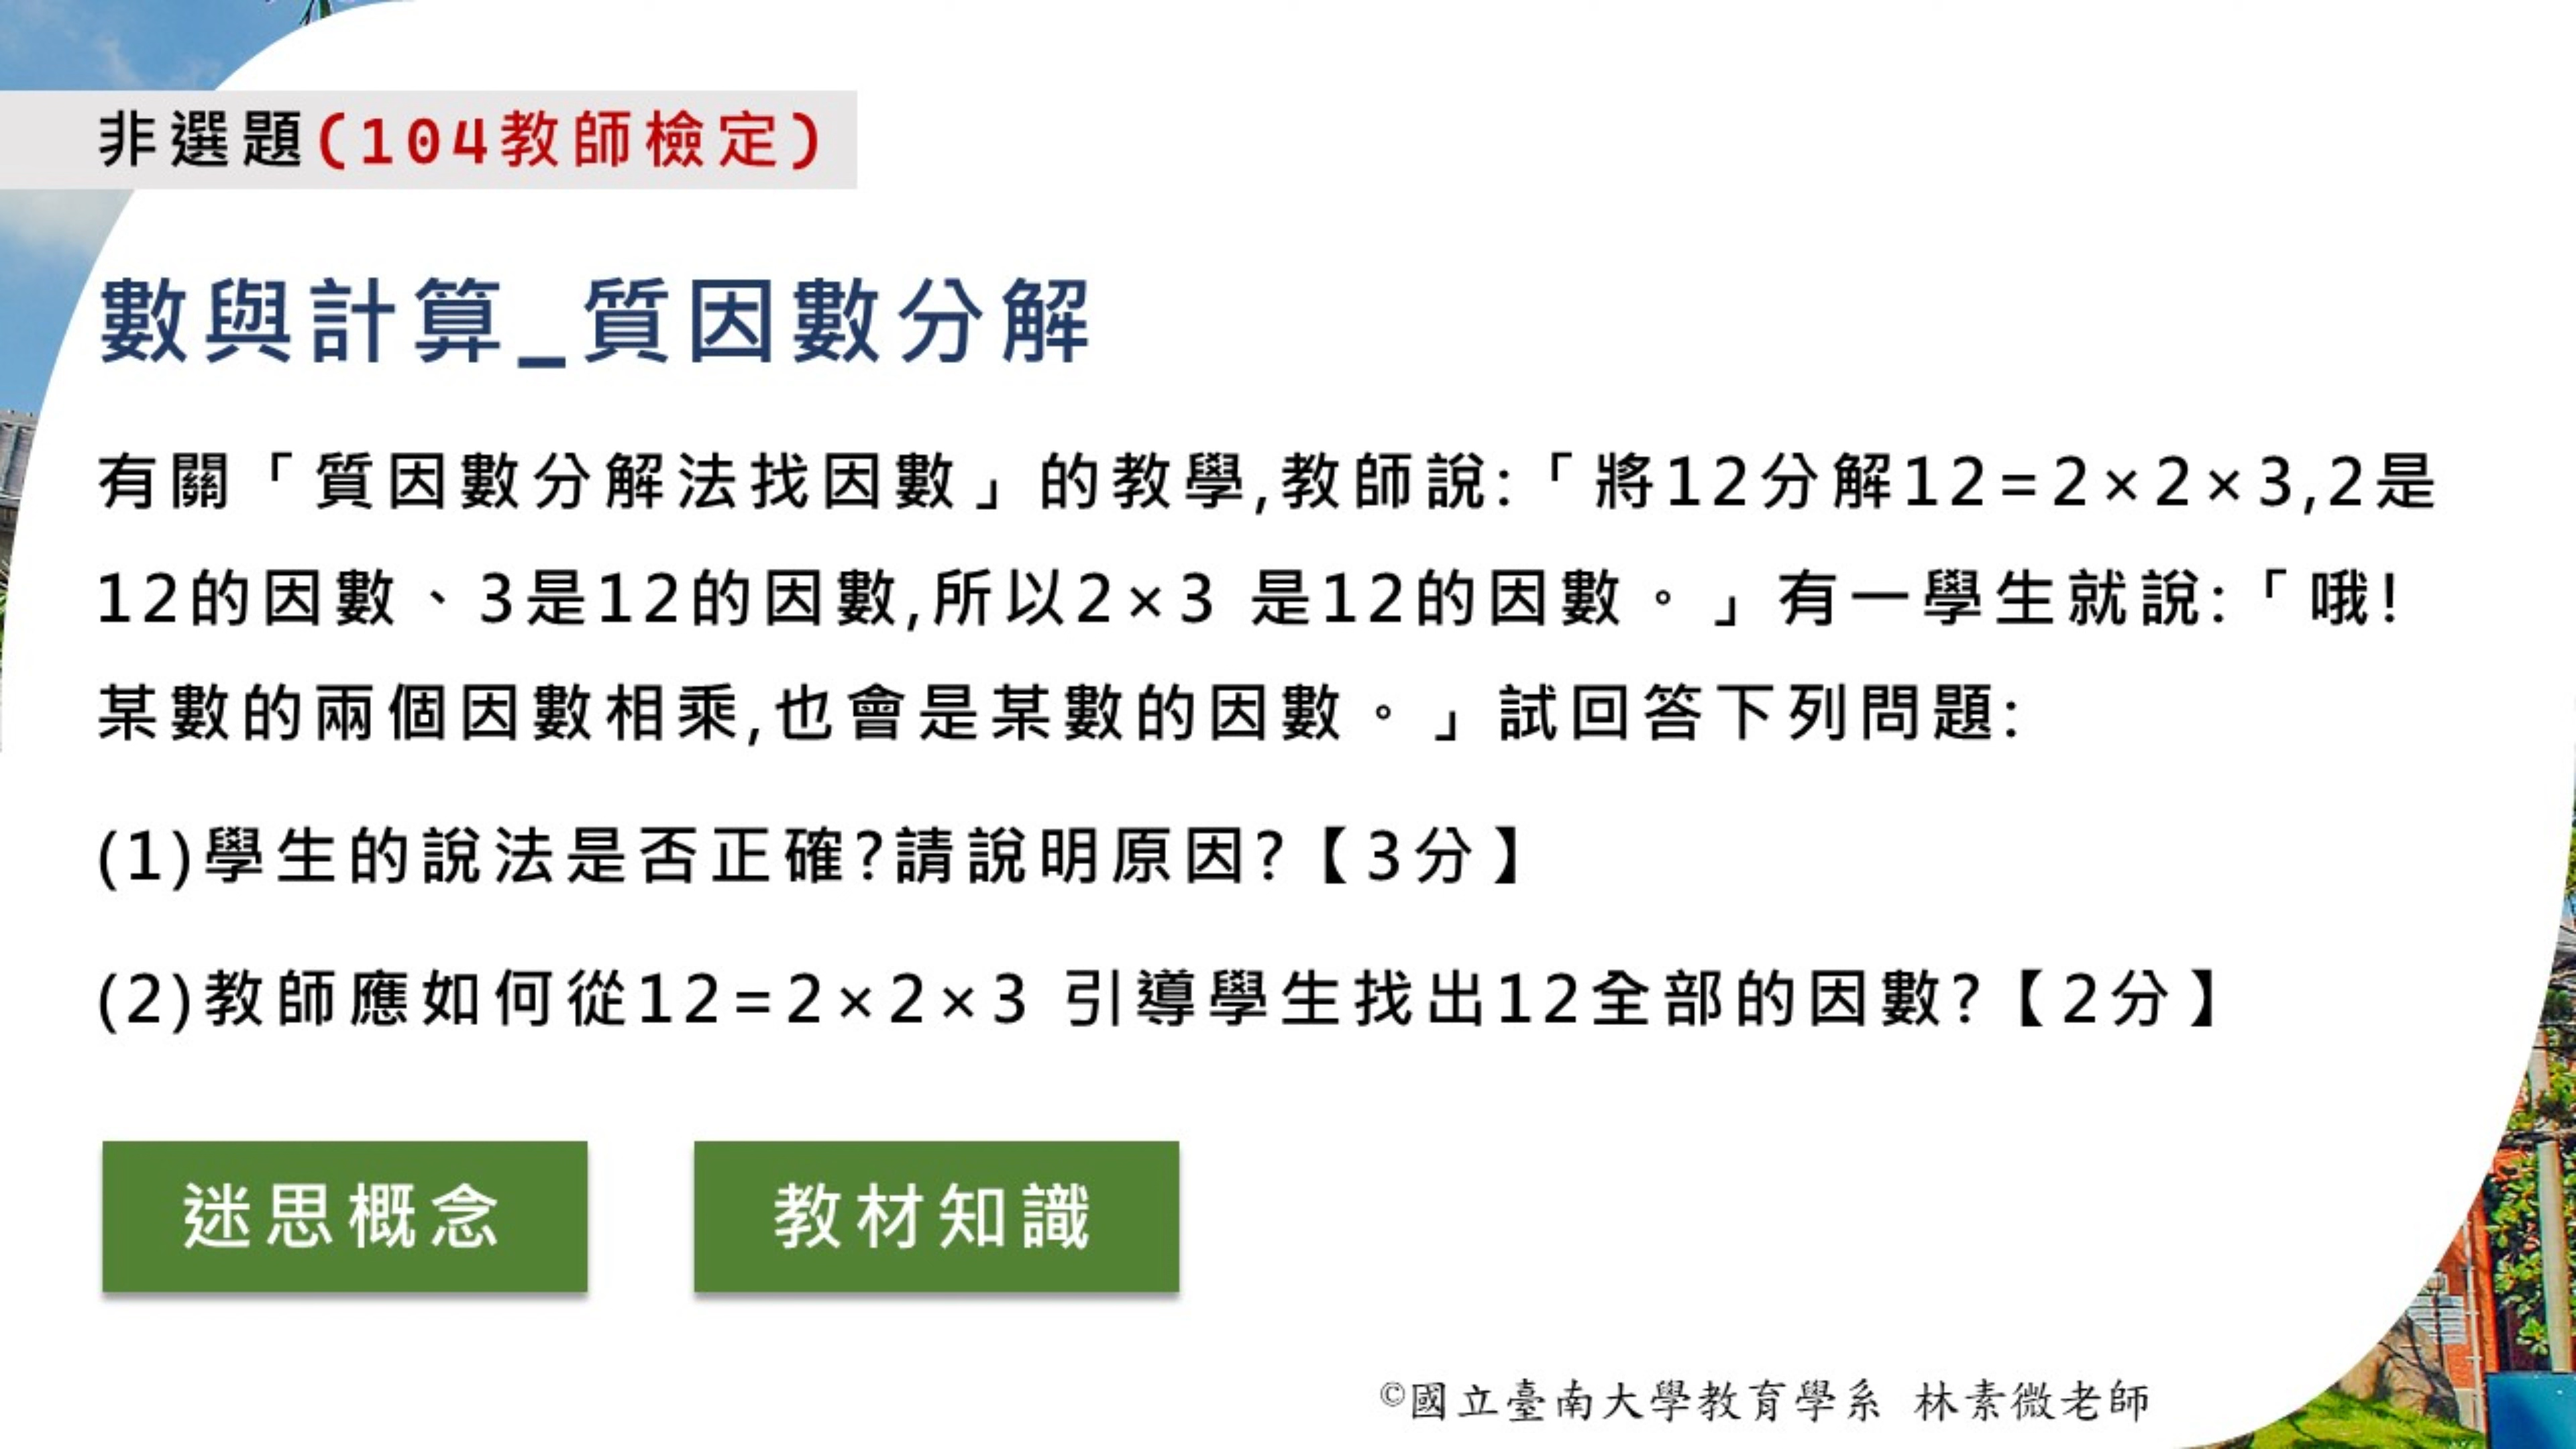 非選題(104教師檢定)
數與計算_質因數分解
有關「質因數分解法找因數」的教學,教師說:「將12分解12=2×2×3,2是
12的因數、3是12的因數,所以2×3 是12的因數。」有一學生就說:「哦!
某數的兩個因數相乘,也會是某數的因數。」試回答下列問題:
(1)學生的說法是否正確?請說明原因?【3分】
(2)教師應如何從12=2×2×3 引導學生找出12全部的因數?【2分】
迷思概念 教材知識
©國立臺南大學教育學系 林素微老師